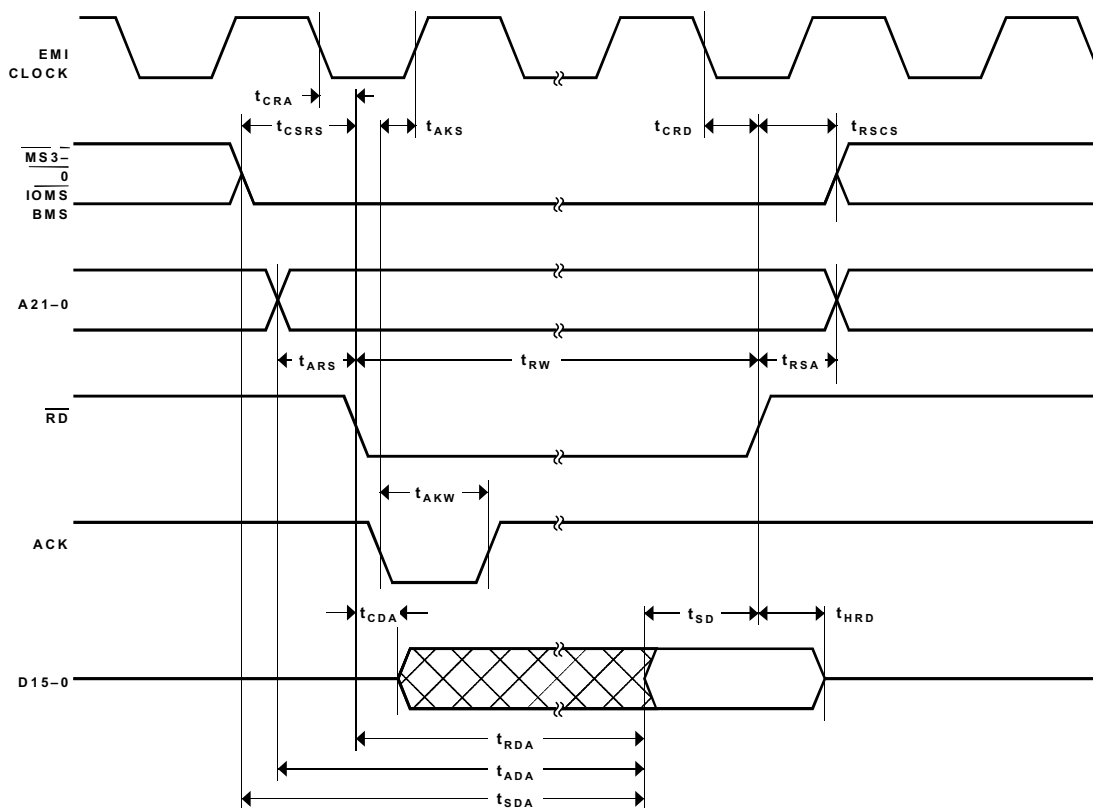 EMI
CLOCK
tCRA
tCSRS
tAKS
tCRD
tRSCS
MS3–
0
IOMS
BMS
A21–0
tARS
tRW
tRSA
RD
tAKW
ACK
tCDA
tSD
tHRD
D15–0
tRDA
tADA
tSDA